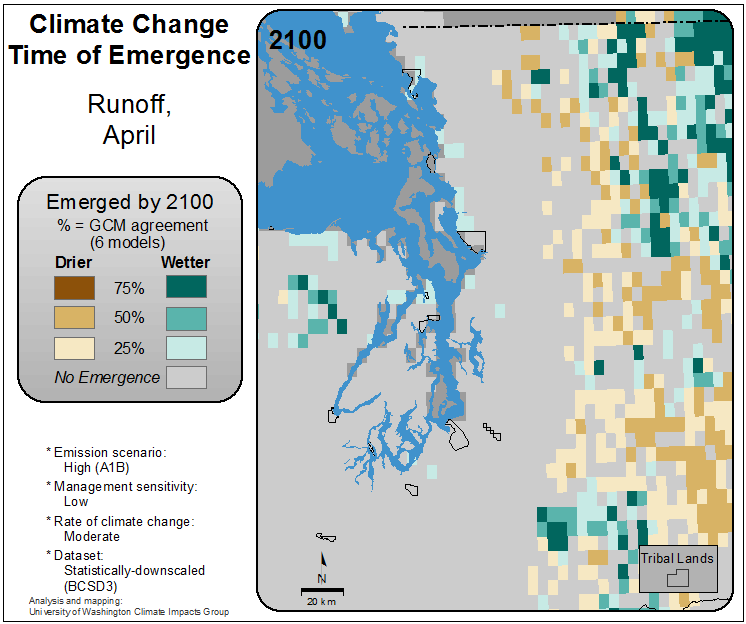 Climate Change
Time of Emergence
Runoff,
April
Emerged by 2100
% = GCM agreement
(6 models)
Drier Wetter
75%
50%
25%
No Emergence
* Emission scenario:
High (A1B)
* Management sensitivity:
Low
* Rate of climate change:
Moderate
* Dataset:
Statistically-downscaled
(BCSD3)
Analysis and mapping:
University of Washington Climate Impacts Group
2100
N
20 km
Tribal Lands